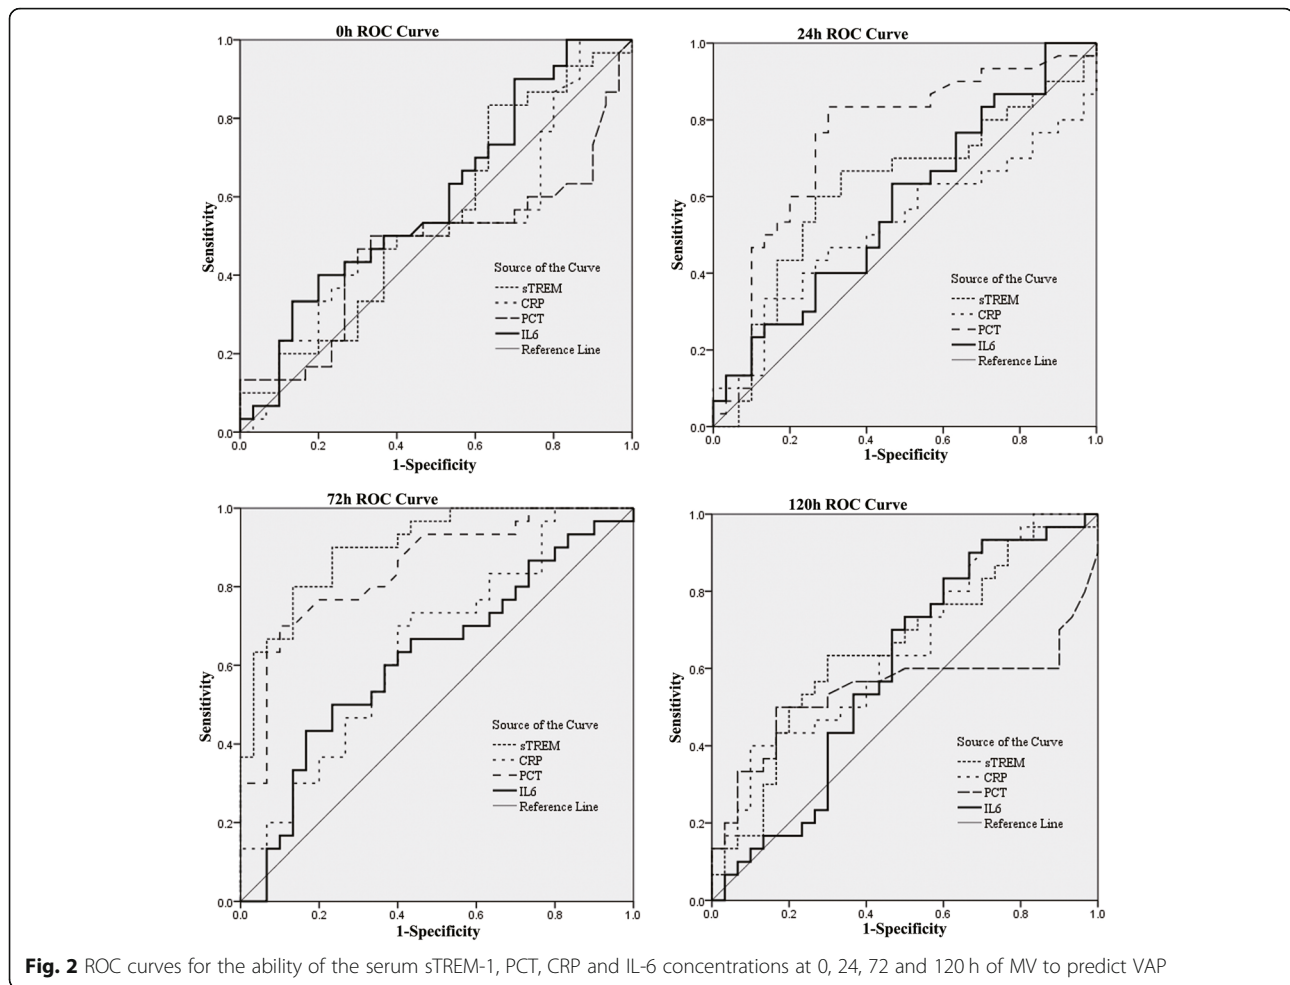 0h ROC Curve
1.0
0.8
0.6
0.4
0.2
0.0
Sensitivity
Source of the Curve
sTREM
CRP
PCT
IL6
Reference Line
0.0 0.2 0.4 0.6 0.8 1.0
1-Specificity
24h ROC Curve
1.0
0.8
0.6
0.4
0.2
0.0
Sensitivity
Source of the Curve
sTREM
CRP
PCT
IL6
Reference Line
0.0 0.2 0.4 0.6 0.8 1.0
1-Specificity
72h ROC Curve
1.0
0.8
0.6
0.4
0.2
0.0
Sensitivity
Source of the Curve
sTREM
CRP
PCT
IL6
Reference Line
0.0 0.2 0.4 0.6 0.8 1.0
1-Specificity
120h ROC Curve
1.0
0.8
0.6
0.4
0.2
0.0
Sensitivity
Source of the Curve
sTREM
CRP
PCT
IL6
Reference Line
0.0 0.2 0.4 0.6 0.8 1.0
1-Specificity
Fig. 2 ROC curves for the ability of the serum sTREM-1, PCT, CRP and IL-6 concentrations at 0, 24, 72 and 120 h of MV to predict VAP